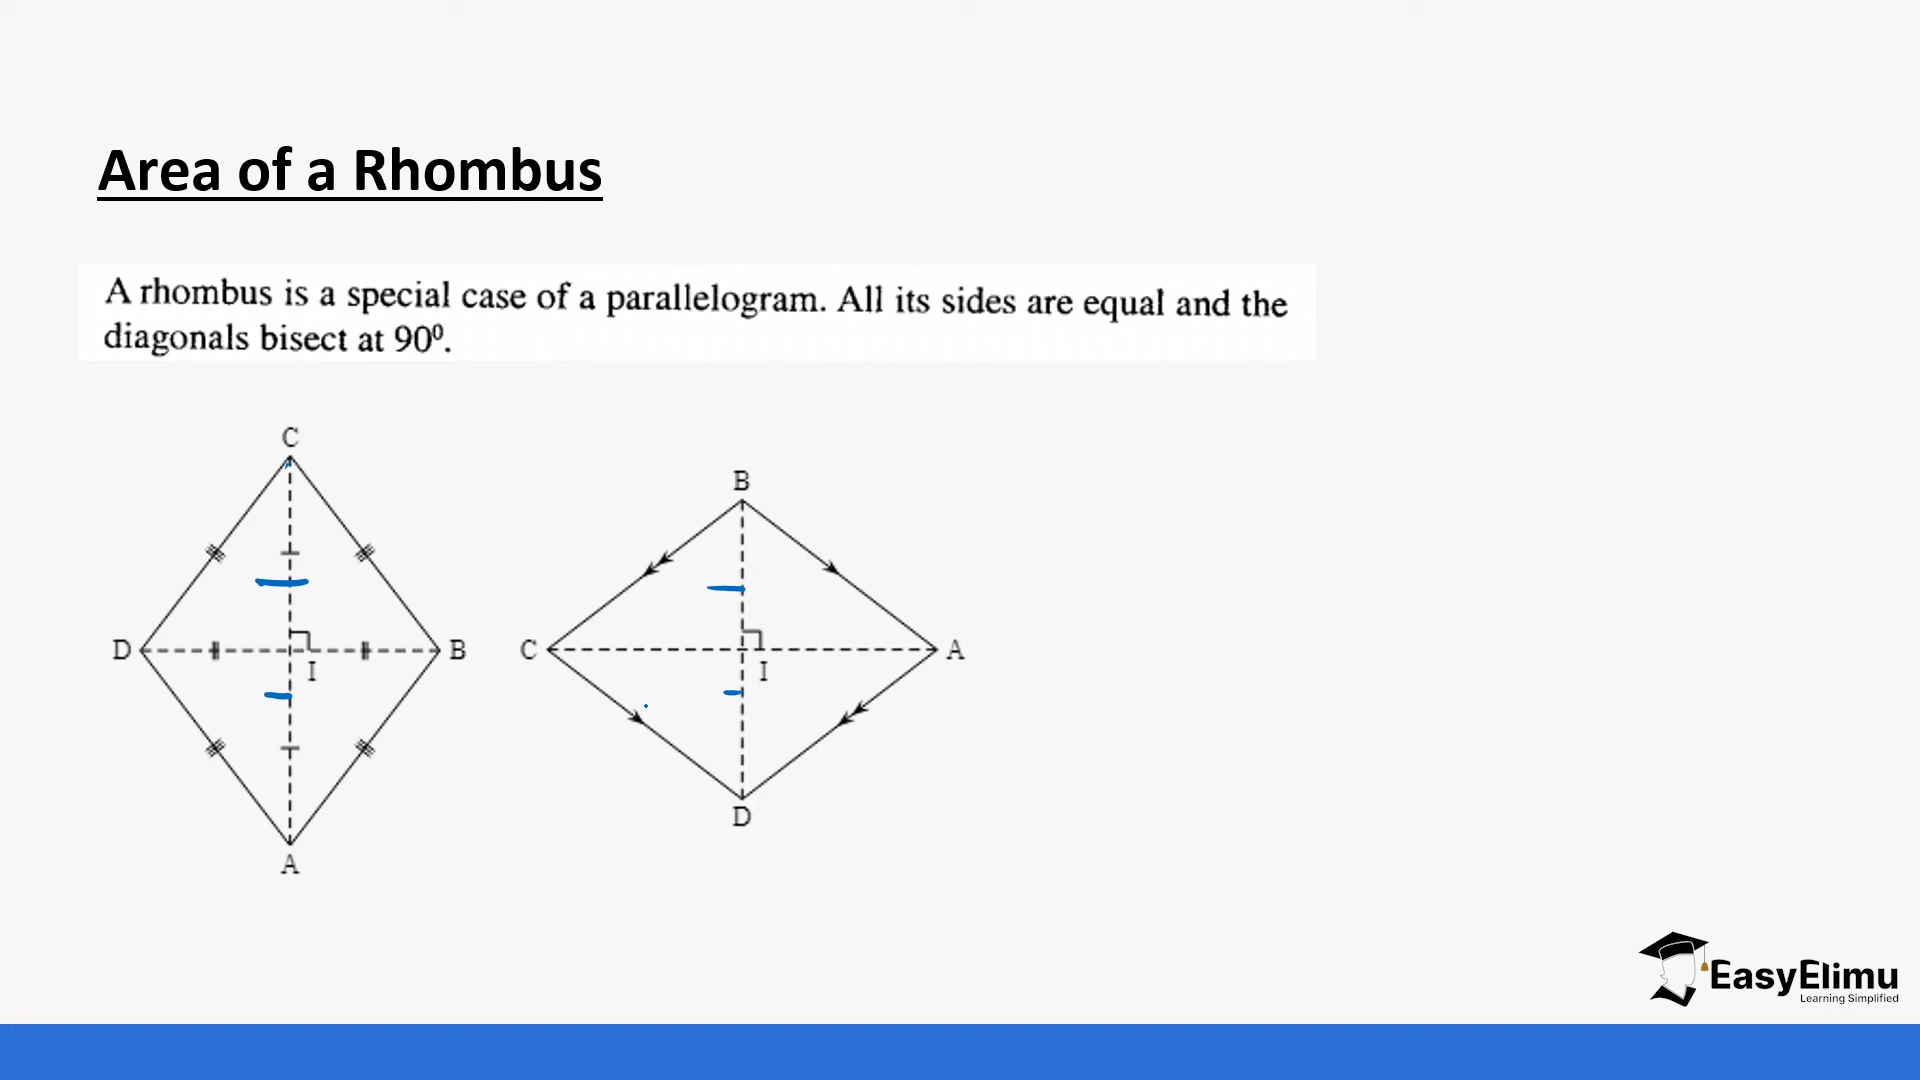 Area of a Rhombus
A rhombus is a special case of a parallelogram. All its sides are equal and the
diagonals bisect at 90⁰.
C
D
B
I
A
B
C
A
I
D
EasyElimu
Learning Simplified